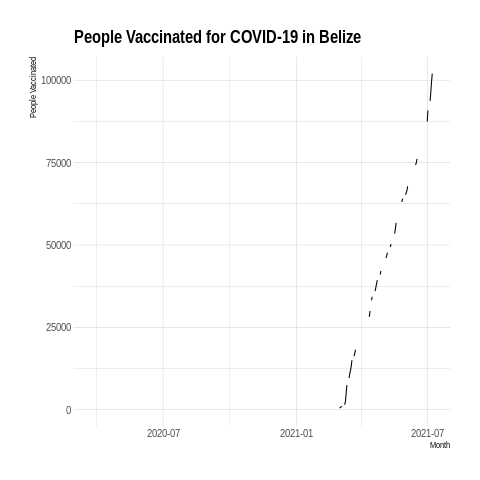 People Vaccinated for COVID-19 in Belize
People Vaccinated
100000
75000
50000
25000
0
2020-07 2021-01 2021-07
Month